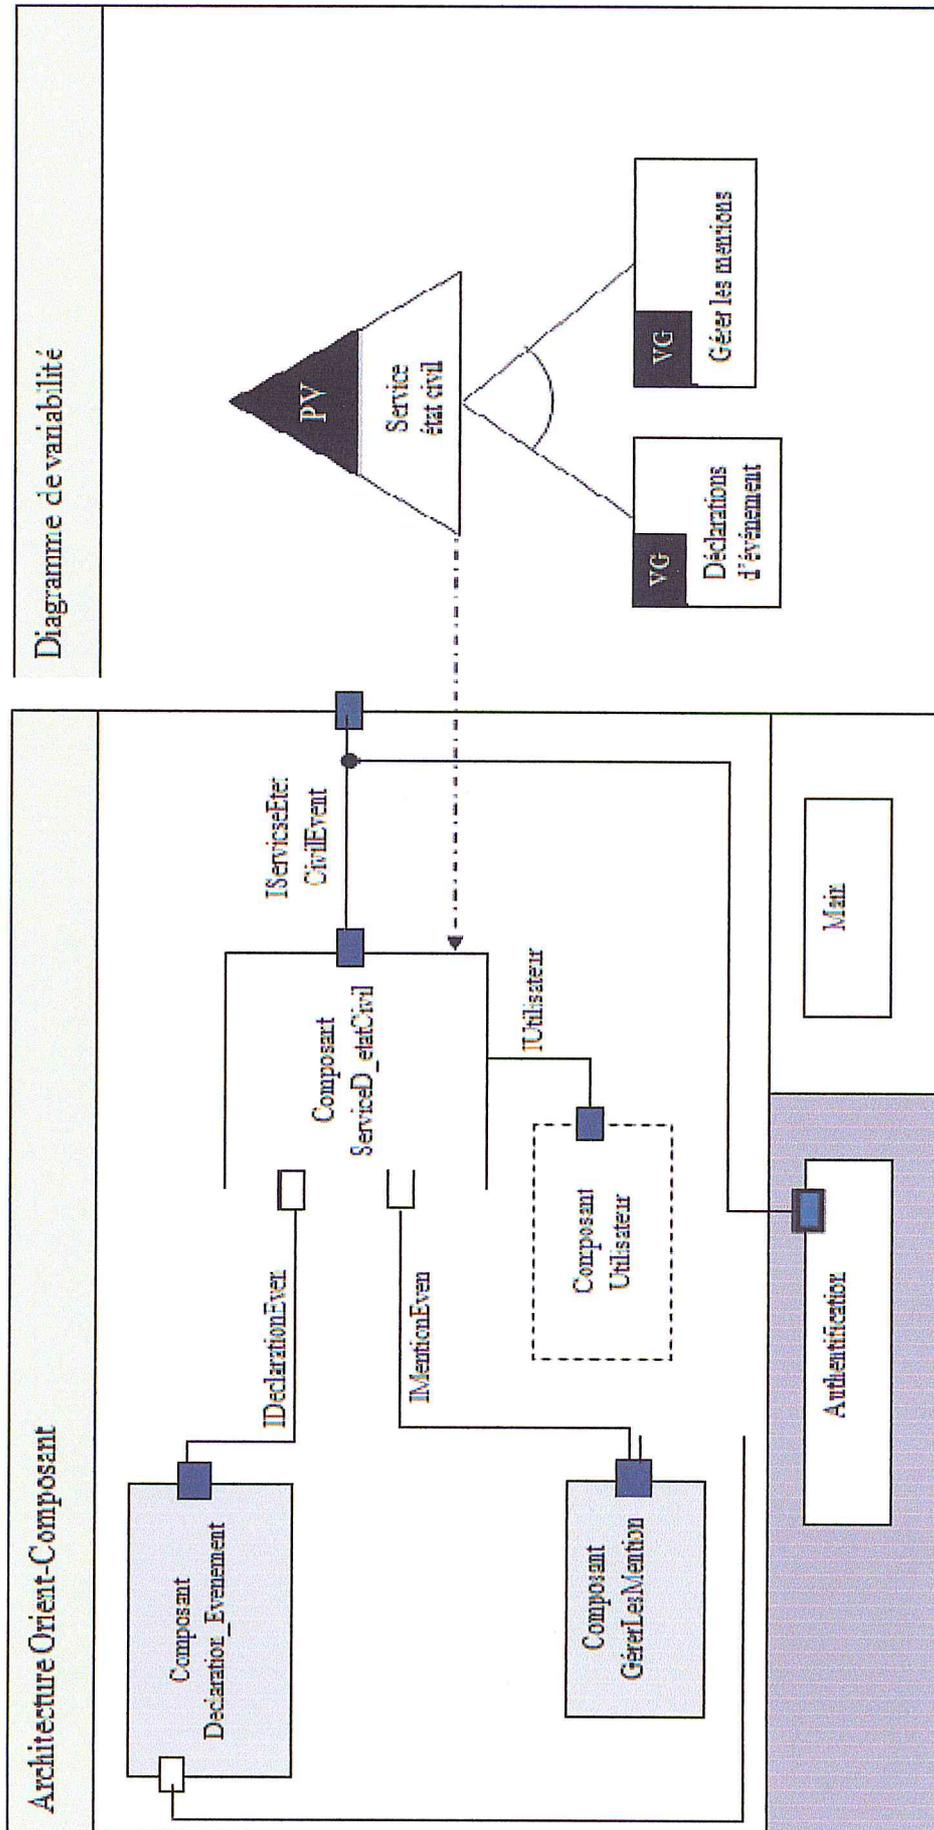 Architecture Orient-Composant
Composant
Declaration_Evenement
IDeclarationEven
Composant
ServiceD_etatCivil
IServicseEtet
CivilEvent
IMentionEven
IUtilisateur
Composant
Utilisateur
Composant
GérerLesMention
Authentification
Main
Diagramme de variabilité
PV
Service
état civil
VG
Déclarations
d'événement
VG
Gérer les mentions